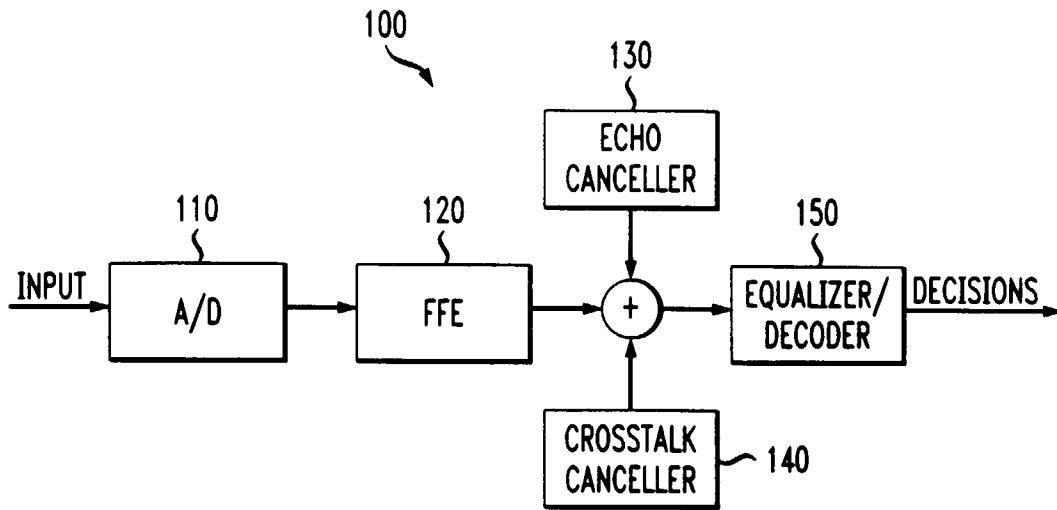 100
130
ECHO
CANCELLER
110
120
150
INPUT
A/D
FFE
+
EQUALIZER/
DECODER
DECISIONS
CROSSTALK
CANCELLER
140